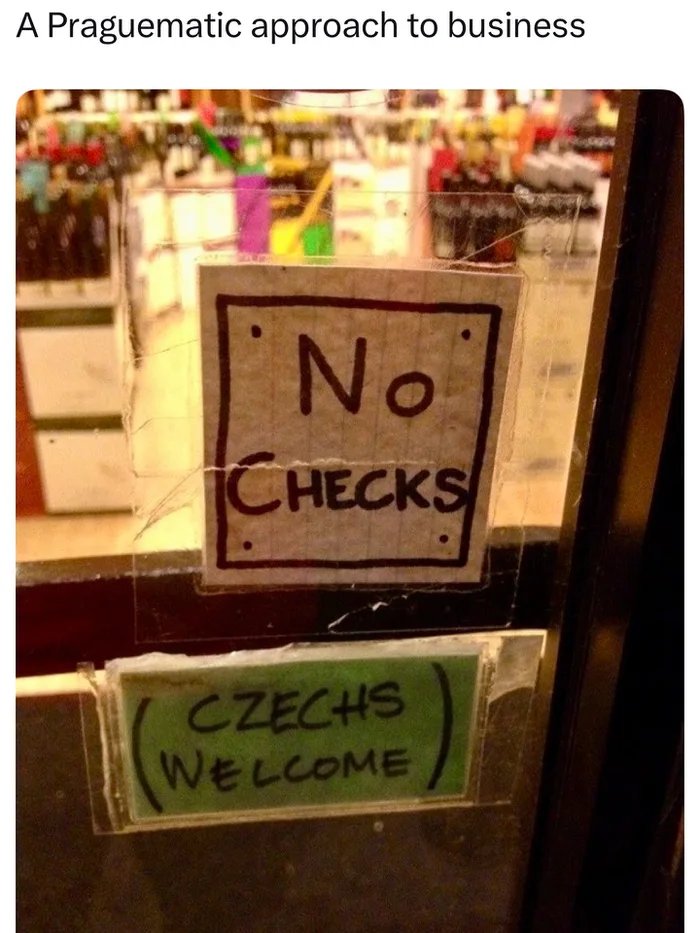 A Praguematic approach to business
No
CHECKS
(CZECHS
WELCOME)